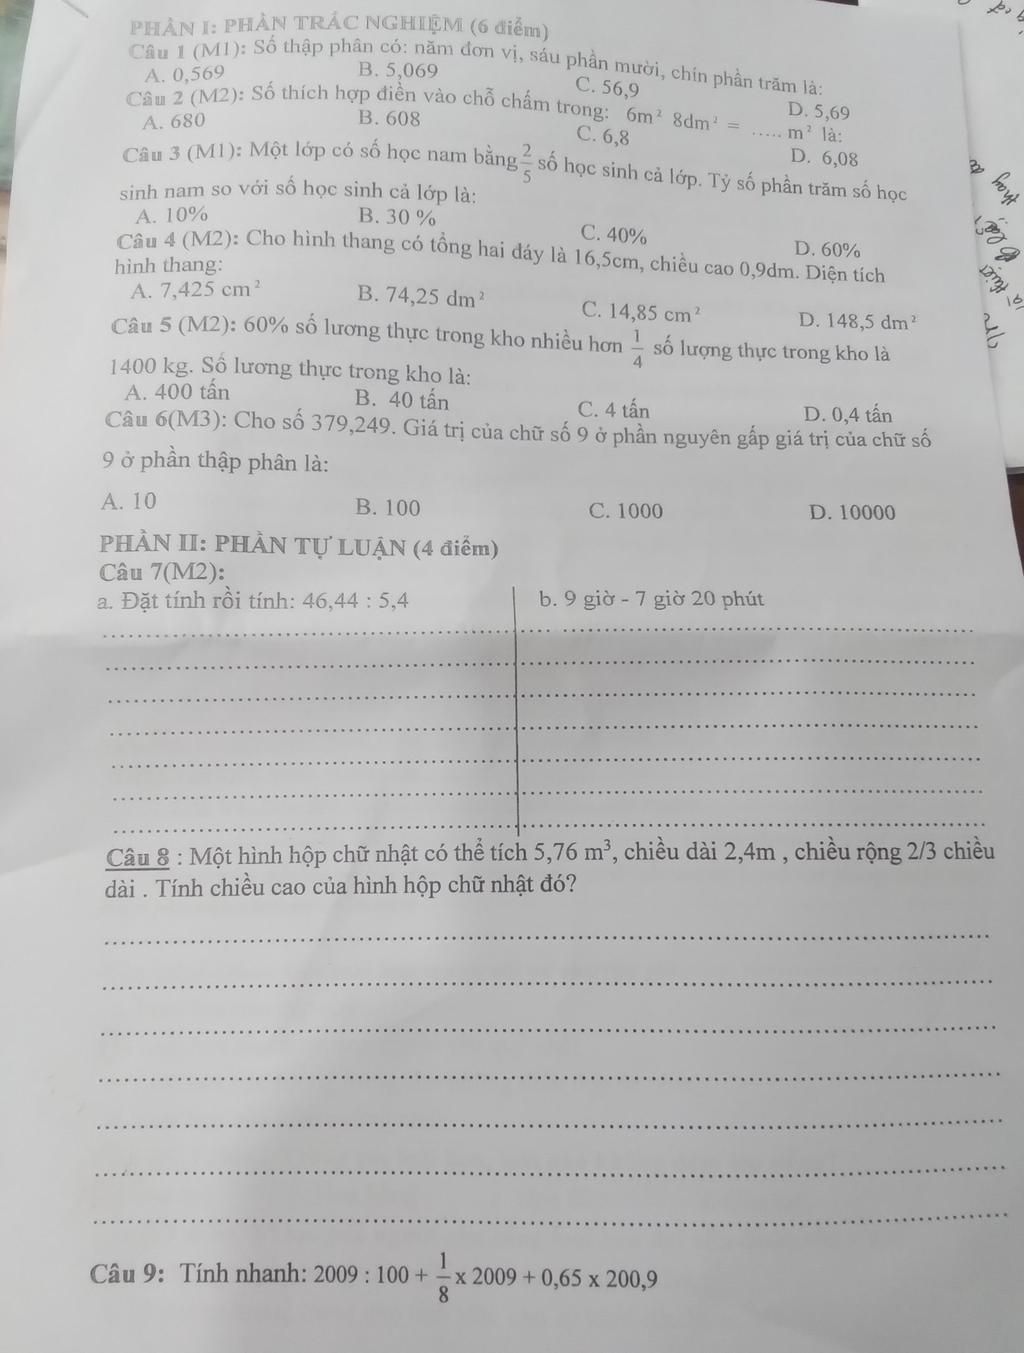 PHẦN I: PHẦN TRẮC NGHIỆM (6 điểm)
Câu 1 (M1): Số thập phân có: năm đơn vị, sáu phần mười, chín phần trăm là:
A. 0,569 B. 5,069 C. 56,9 D. 5,69
Câu 2 (M2): Số thích hợp điền vào chỗ chấm trong: 6m² 8dm² = ..... m² là:
A. 680 B. 608 C. 6,8 D. 6,08
Câu 3 (M1): Một lớp có số học nam bằng 2/5 số học sinh cả lớp. Tỷ số phần trăm số học
sinh nam so với số học sinh cả lớp là:
A. 10% B. 30 % C. 40% D. 60%
Câu 4 (M2): Cho hình thang có tổng hai đáy là 16,5cm, chiều cao 0,9dm. Diện tích
hình thang:
A. 7,425 cm² B. 74,25 dm² C. 14,85 cm² D. 148,5 dm²
Câu 5 (M2): 60% số lương thực trong kho nhiều hơn 1/4 số lượng thực trong kho là
1400 kg. Số lương thực trong kho là:
A. 400 tấn B. 40 tấn C. 4 tấn D. 0,4 tấn
Câu 6(M3): Cho số 379,249. Giá trị của chữ số 9 ở phần nguyên gấp giá trị của chữ số
9 ở phần thập phân là:
A. 10 B. 100 C. 1000 D. 10000
PHẦN II: PHẦN TỰ LUẬN (4 điểm)
Câu 7(M2):
a. Đặt tính rồi tính: 46,44 : 5,4 b. 9 giờ - 7 giờ 20 phút
Câu 8 : Một hình hộp chữ nhật có thể tích 5,76 m³, chiều dài 2,4m , chiều rộng 2/3 chiều
dài . Tính chiều cao của hình hộp chữ nhật đó?
Câu 9: Tính nhanh: 2009 : 100 + 1/8 x 2009 + 0,65 x 200,9